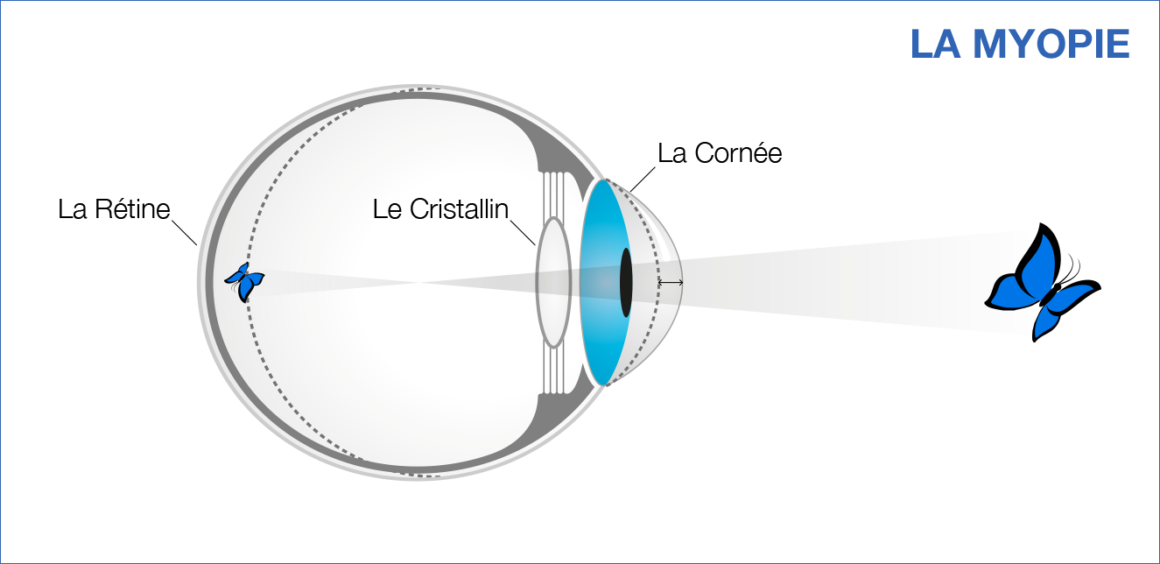 LA MYOPIE
La Cornée
La Rétine
Le Cristallin